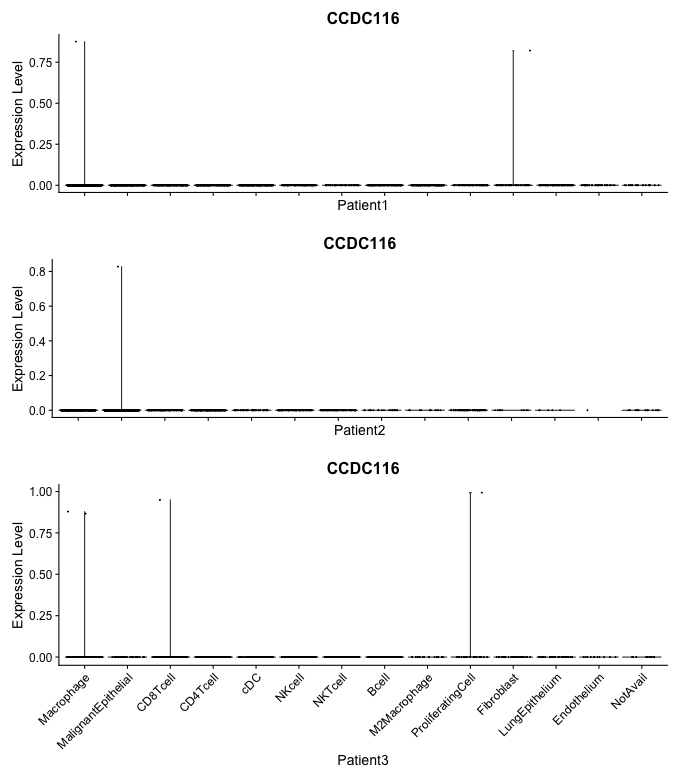 CCDC116
Expression Level
0.75
0.50
0.25
0.00
Patient1
CCDC116
Expression Level
0.8
0.6
0.4
0.2
0.0
Patient2
CCDC116
Expression Level
1.00
0.75
0.50
0.25
0.00
Macrophage
MalignantEpithelial
CD8Tcell
CD4Tcell
cDC
NKcell
NKTcell
Bcell
M2Macrophage
ProliferatingCell
Fibroblast
LungEpithelium
Endothelium
NotAvail
Patient3